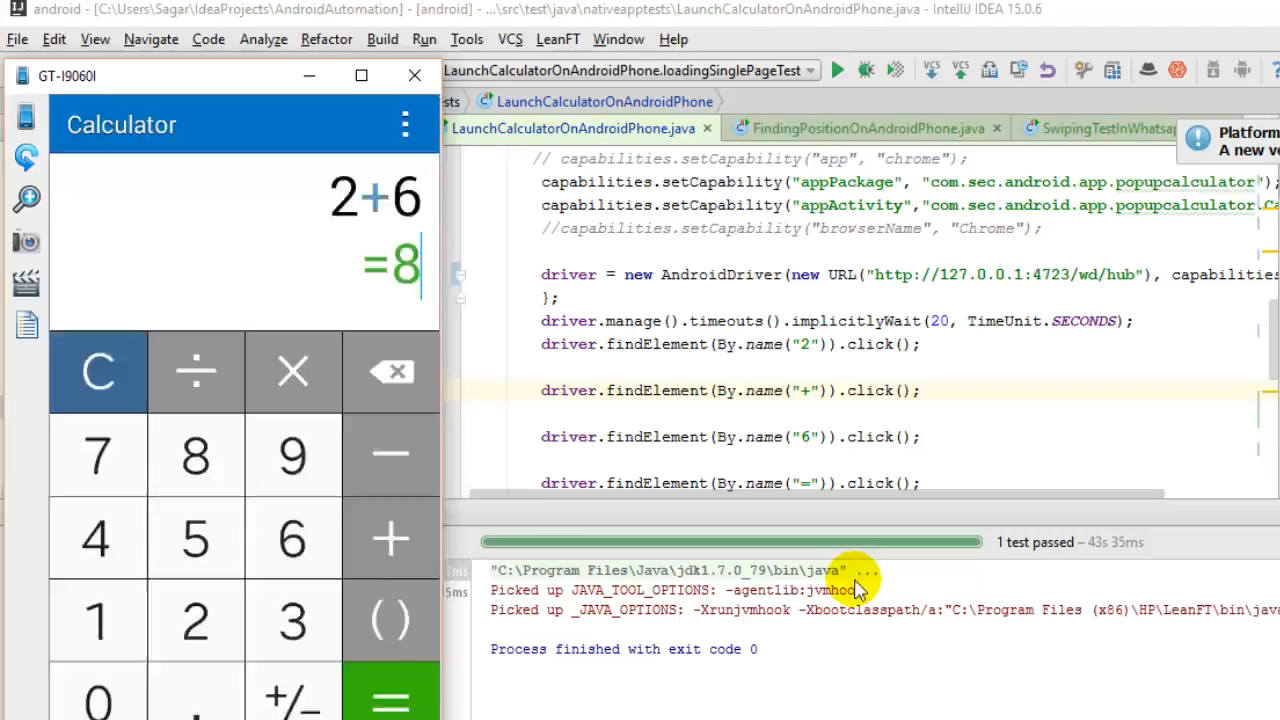 android - [C:\Users\Sagar\IdeaProjects\AndroidAutomation] - [android] - ...\src\test\java\nativeapptests\LaunchCalculatorOnAndroidPhone.java - IntelliJ IDEA 15.0.6
File Edit View Navigate Code Analyze Refactor Build Run Tools VCS LeanFT Window Help
GT-I9060I
LaunchCalculatorOnAndroidPhone.loadingSinglePageTest
VCS VCS
sts LaunchCalculatorOnAndroidPhone
LaunchCalculatorOnAndroidPhone.java FindingPositionOnAndroidPhone.java SwipingTestInWhatsap
Platform
A new ve
Calculator
2+6
=8
C ÷ ×
7 8 9 −
4 5 6 +
1 2 3 ()
0 . +/− =
// capabilities.setCapability("app", "chrome");
capabilities.setCapability("appPackage", "com.sec.android.app.popupcalculator");
capabilities.setCapability("appActivity","com.sec.android.app.popupcalculator.Ca
//capabilities.setCapability("browserName", "Chrome");
driver = new AndroidDriver(new URL("http://127.0.0.1:4723/wd/hub"), capabilities
};
driver.manage().timeouts().implicitlyWait(20, TimeUnit.SECONDS);
driver.findElement(By.name("2")).click();
driver.findElement(By.name("+")).click();
driver.findElement(By.name("6")).click();
driver.findElement(By.name("=")).click();
1 test passed – 43s 35ms
5ms
5ms
"C:\Program Files\Java\jdk1.7.0_79\bin\java" ...
Picked up JAVA_TOOL_OPTIONS: -agentlib:jvmhook
Picked up _JAVA_OPTIONS: -Xrunjvmhook -Xbootclasspath/a:"C:\Program Files (x86)\HP\LeanFT\bin\java
Process finished with exit code 0